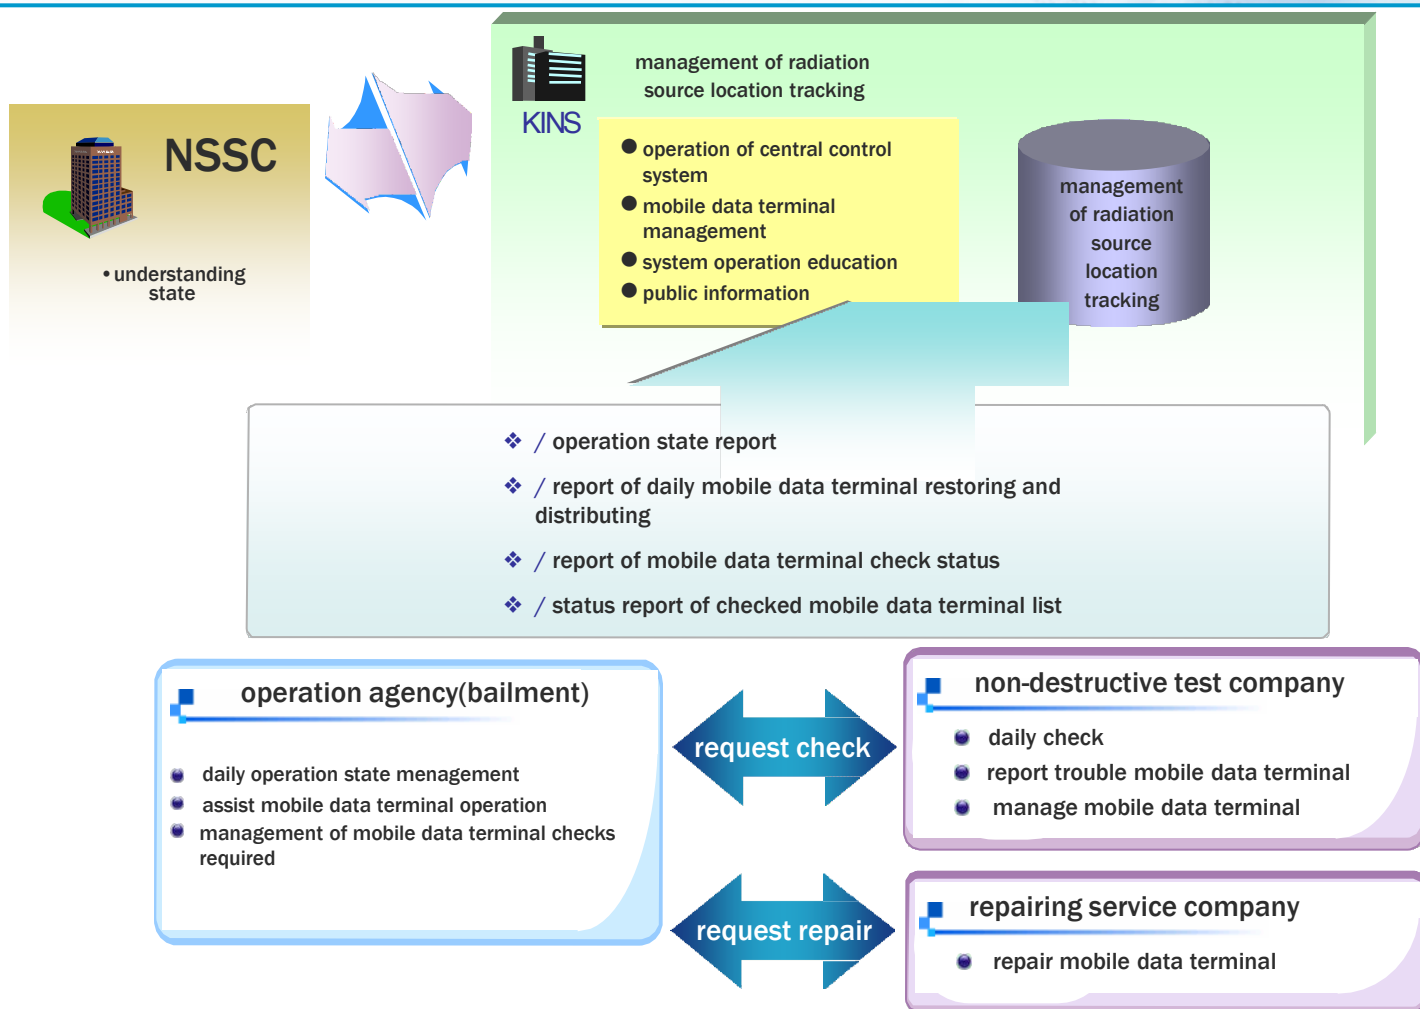 NSSC
•understanding
state
KINS
management of radiation
source location tracking
● operation of central control
system
● mobile data terminal
management
● system operation education
● public information
management
of radiation
source
location
tracking
❖ / operation state report
❖ / report of daily mobile data terminal restoring and
distributing
❖ / report of mobile data terminal check status
❖ / status report of checked mobile data terminal list
operation agency(bailment)
daily operation state menagement
assist mobile data terminal operation
management of mobile data terminal checks
required
request check
request repair
non-destructive test company
daily check
report trouble mobile data terminal
manage mobile data terminal
repairing service company
repair mobile data terminal